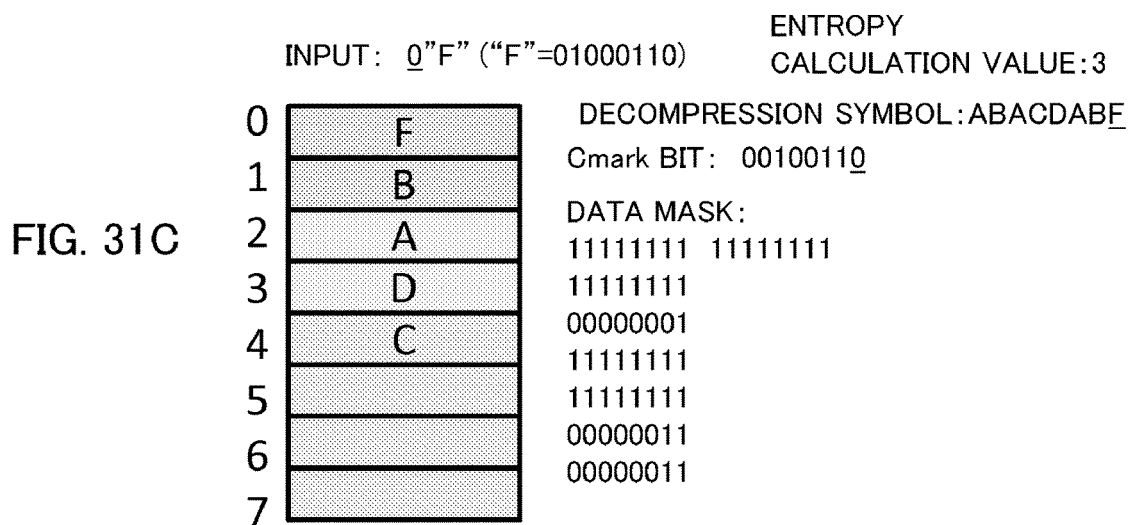 INPUT: 0"F" ("F"=01000110)
ENTROPY
CALCULATION VALUE:3
FIG. 31C
0 F
1 B
2 A
3 D
4 C
5
6
7
DECOMPRESSION SYMBOL:ABACDABF
Cmark BIT: 00100110
DATA MASK:
11111111 11111111
11111111
00000001
11111111
11111111
00000011
00000011